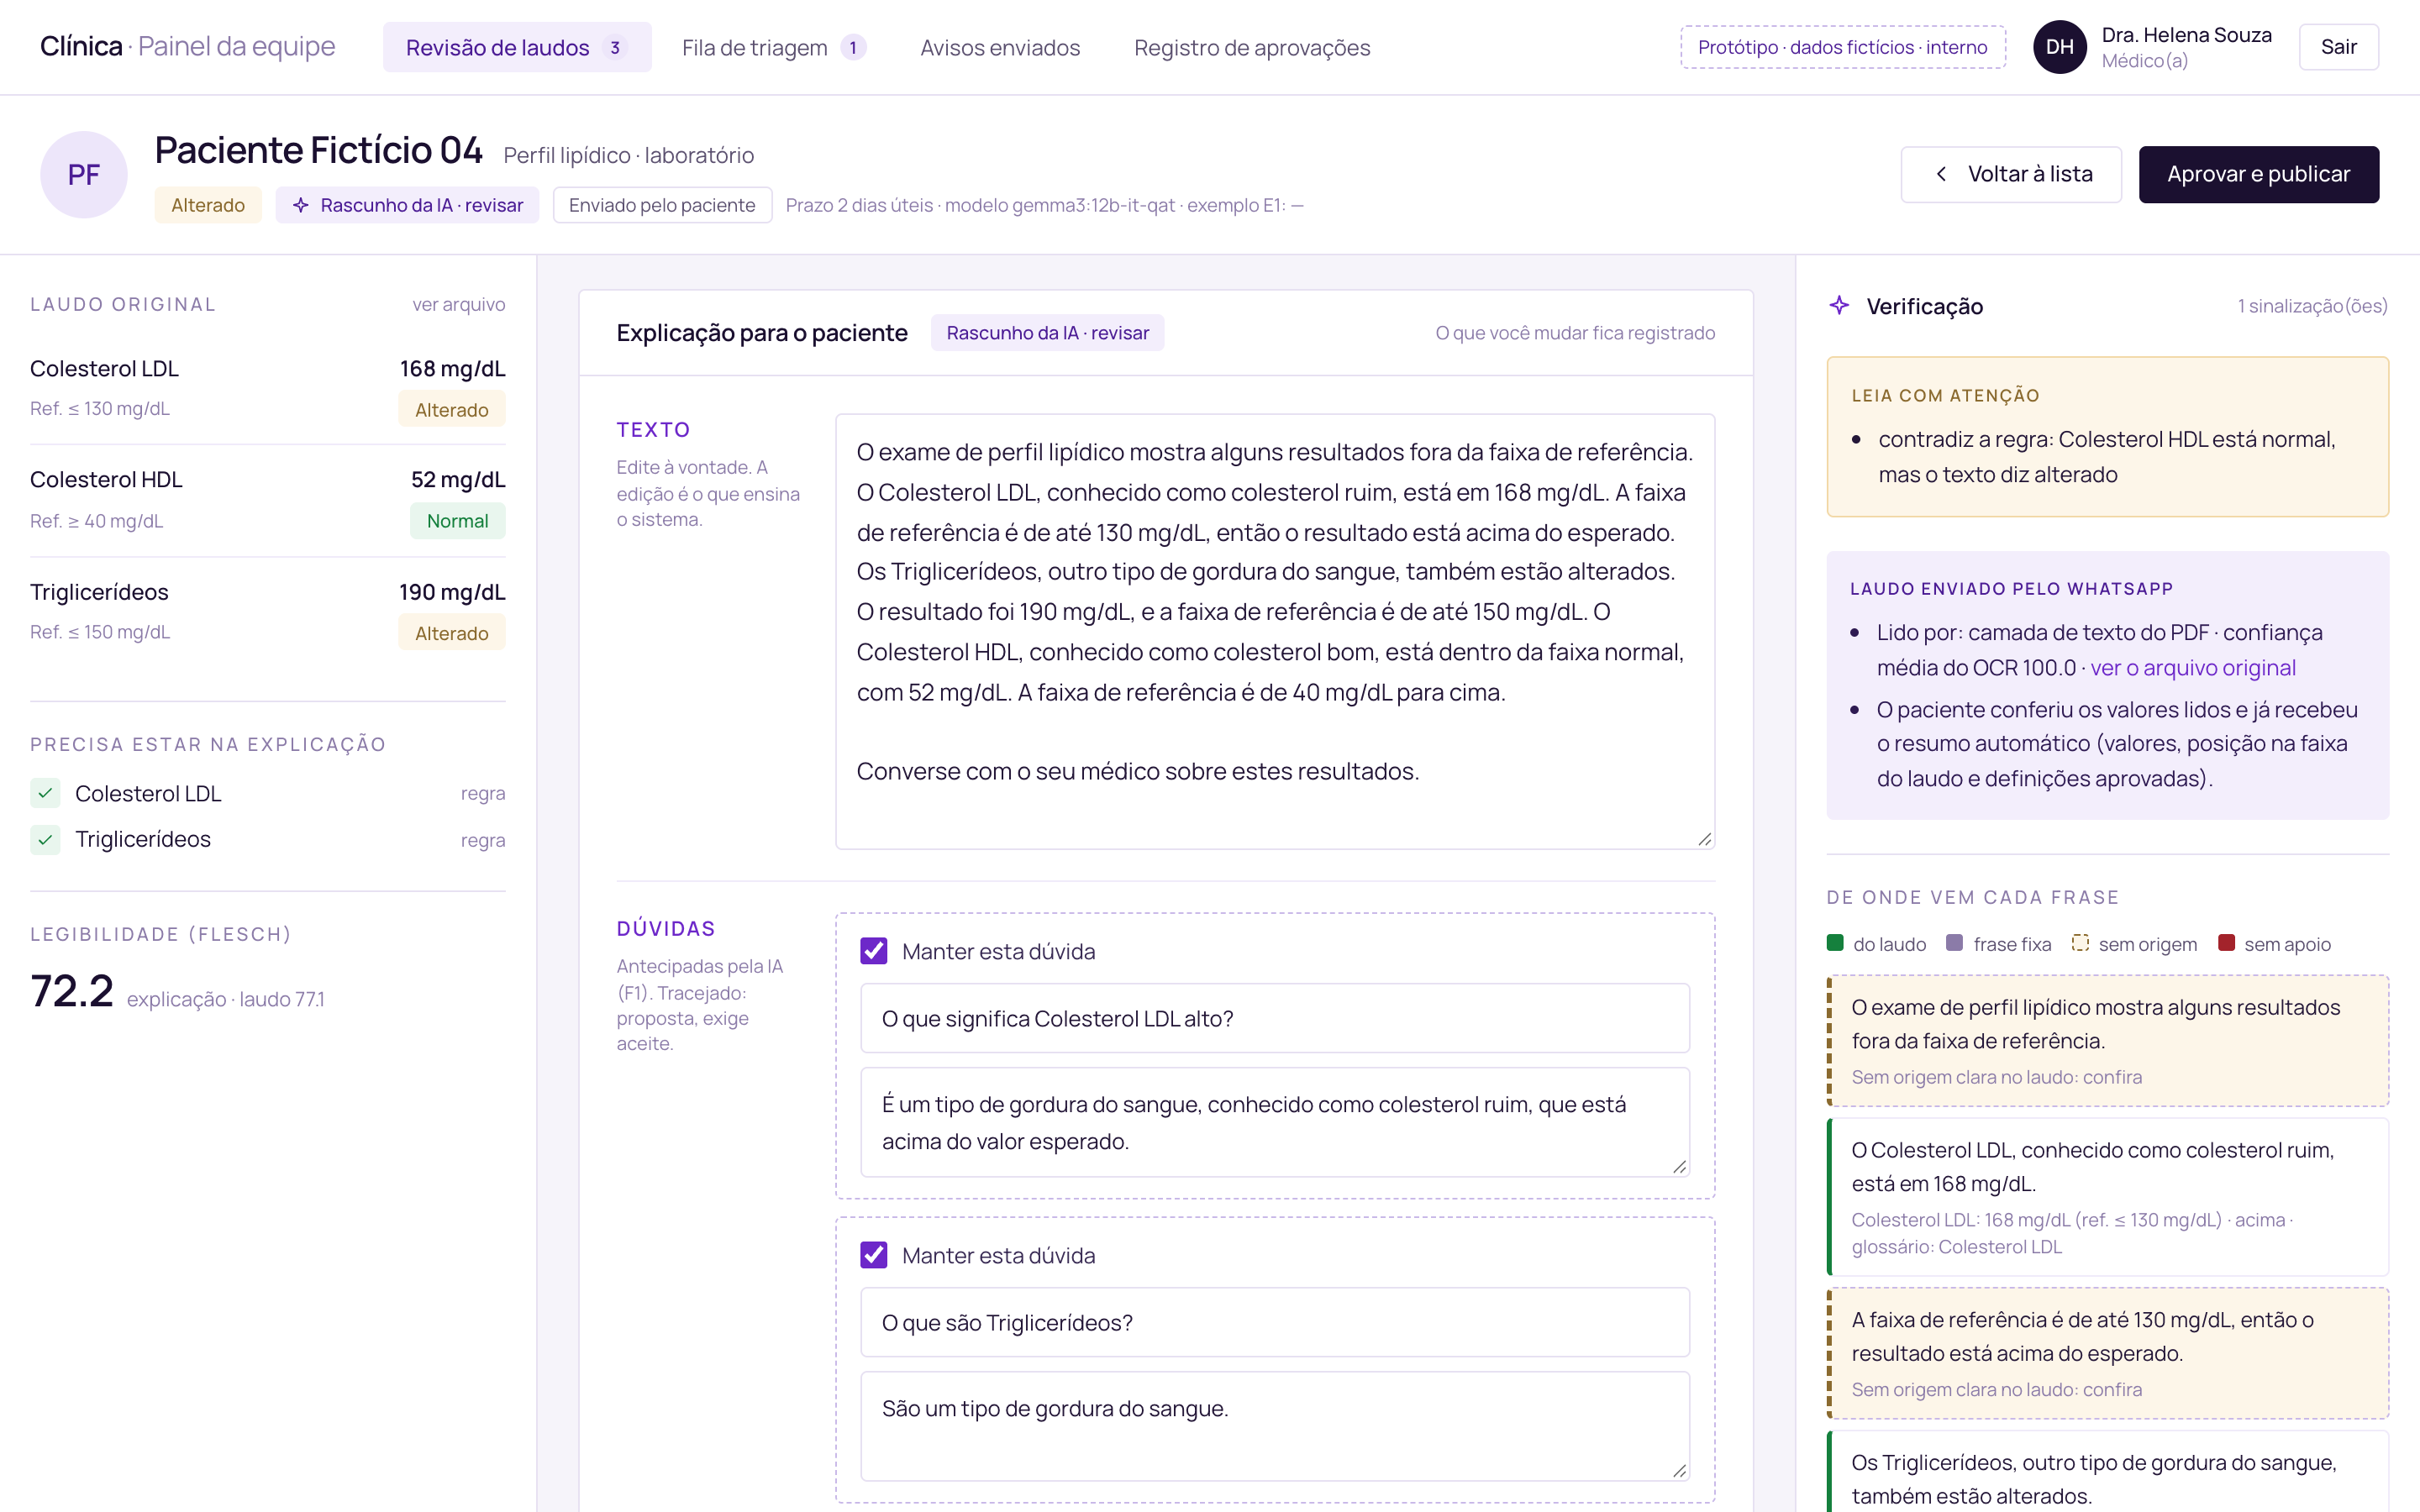 Clínica · Painel da equipe
Revisão de laudos 3
Fila de triagem 1
Avisos enviados
Registro de aprovações
Protótipo · dados fictícios · interno
DH
Dra. Helena Souza
Médico(a)
Sair
PF
Paciente Fictício 04
Perfil lipídico · laboratório
Alterado
Rascunho da IA · revisar
Enviado pelo paciente
Prazo 2 dias úteis · modelo gemma3:12b-it-qat · exemplo E1: —
Voltar à lista
Aprovar e publicar
LAUDO ORIGINAL
ver arquivo
Colesterol LDL
168 mg/dL
Ref. ≤ 130 mg/dL
Alterado
Colesterol HDL
52 mg/dL
Ref. ≥ 40 mg/dL
Normal
Triglicerídeos
190 mg/dL
Ref. ≤ 150 mg/dL
Alterado
PRECISA ESTAR NA EXPLICAÇÃO
Colesterol LDL
regra
Triglicerídeos
regra
LEGIBILIDADE (FLESCH)
72.2 explicação · laudo 77.1
Explicação para o paciente
Rascunho da IA · revisar
O que você mudar fica registrado
TEXTO
Edite à vontade. A
edição é o que ensina
o sistema.
O exame de perfil lipídico mostra alguns resultados fora da faixa de referência.
O Colesterol LDL, conhecido como colesterol ruim, está em 168 mg/dL. A faixa
de referência é de até 130 mg/dL, então o resultado está acima do esperado.
Os Triglicerídeos, outro tipo de gordura do sangue, também estão alterados.
O resultado foi 190 mg/dL, e a faixa de referência é de até 150 mg/dL. O
Colesterol HDL, conhecido como colesterol bom, está dentro da faixa normal,
com 52 mg/dL. A faixa de referência é de 40 mg/dL para cima.
Converse com o seu médico sobre estes resultados.
DÚVIDAS
Antecipadas pela IA
(F1). Tracejado:
proposta, exige
aceite.
Manter esta dúvida
O que significa Colesterol LDL alto?
É um tipo de gordura do sangue, conhecido como colesterol ruim, que está
acima do valor esperado.
Manter esta dúvida
O que são Triglicerídeos?
São um tipo de gordura do sangue.
Verificação
1 sinalização(ões)
LEIA COM ATENÇÃO
• contradiz a regra: Colesterol HDL está normal,
mas o texto diz alterado
LAUDO ENVIADO PELO WHATSAPP
• Lido por: camada de texto do PDF · confiança
média do OCR 100.0 · ver o arquivo original
• O paciente conferiu os valores lidos e já recebeu
o resumo automático (valores, posição na faixa
do laudo e definições aprovadas).
DE ONDE VEM CADA FRASE
do laudo
frase fixa
sem origem
sem apoio
O exame de perfil lipídico mostra alguns resultados
fora da faixa de referência.
Sem origem clara no laudo: confira
O Colesterol LDL, conhecido como colesterol ruim,
está em 168 mg/dL.
Colesterol LDL: 168 mg/dL (ref. ≤ 130 mg/dL) · acima ·
glossário: Colesterol LDL
A faixa de referência é de até 130 mg/dL, então o
resultado está acima do esperado.
Sem origem clara no laudo: confira
Os Triglicerídeos, outro tipo de gordura do sangue,
também estão alterados.